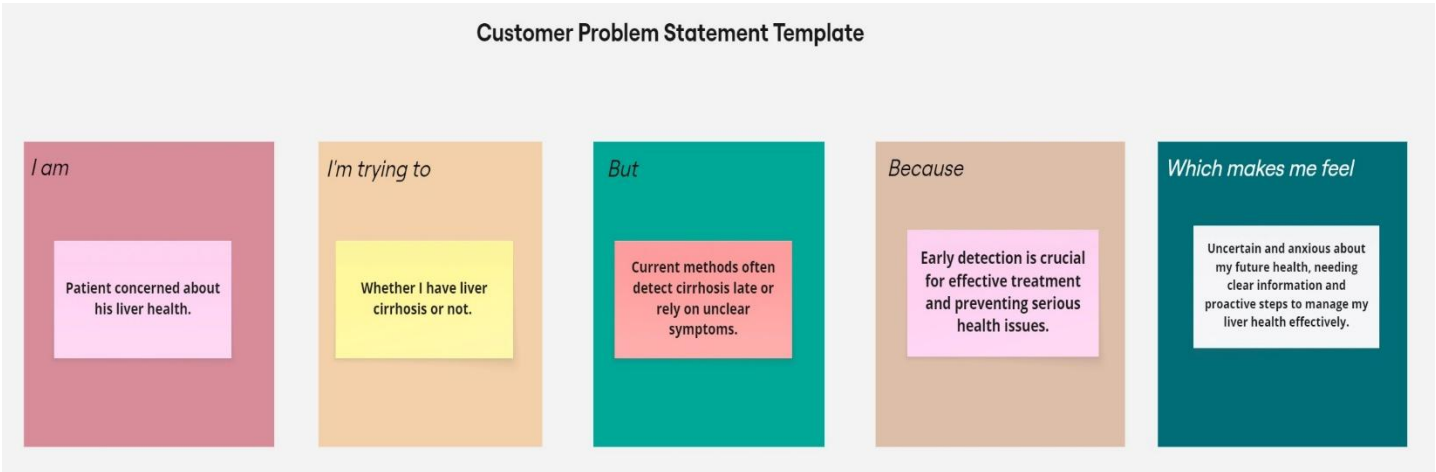 Customer Problem Statement Template
I am
Patient concerned about
his liver health.
I'm trying to
Whether I have liver
cirrhosis or not.
But
Current methods often
detect cirrhosis late or
rely on unclear
symptoms.
Because
Early detection is crucial
for effective treatment
and preventing serious
health issues.
Which makes me feel
Uncertain and anxious about
my future health, needing
clear information and
proactive steps to manage my
liver health effectively.